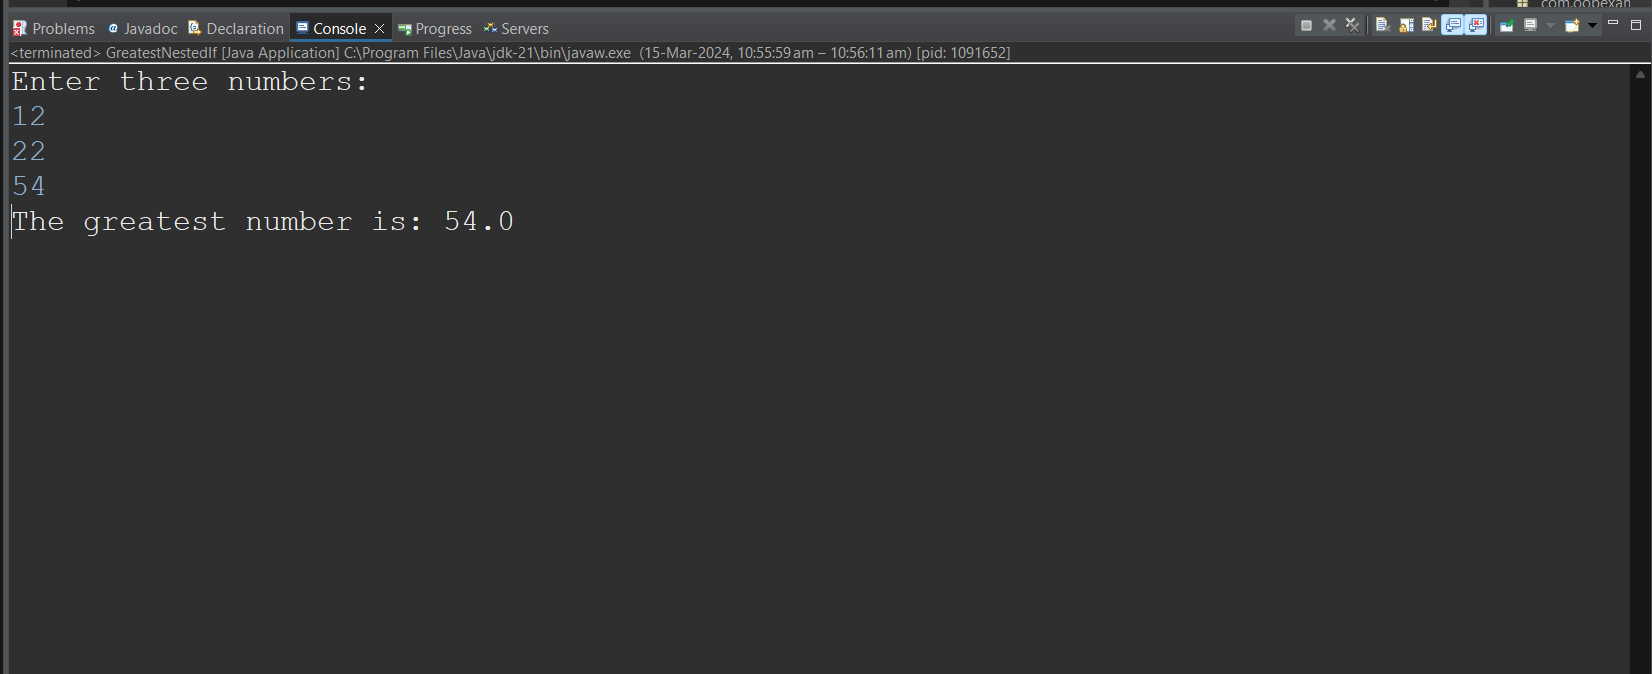 com.oopexan
Problems Javadoc Declaration Console Progress Servers
<terminated> GreatestNestedIf [Java Application] C:\Program Files\Java\jdk-21\bin\javaw.exe (15-Mar-2024, 10:55:59 am – 10:56:11 am) [pid: 1091652]
Enter three numbers:
12
22
54
The greatest number is: 54.0